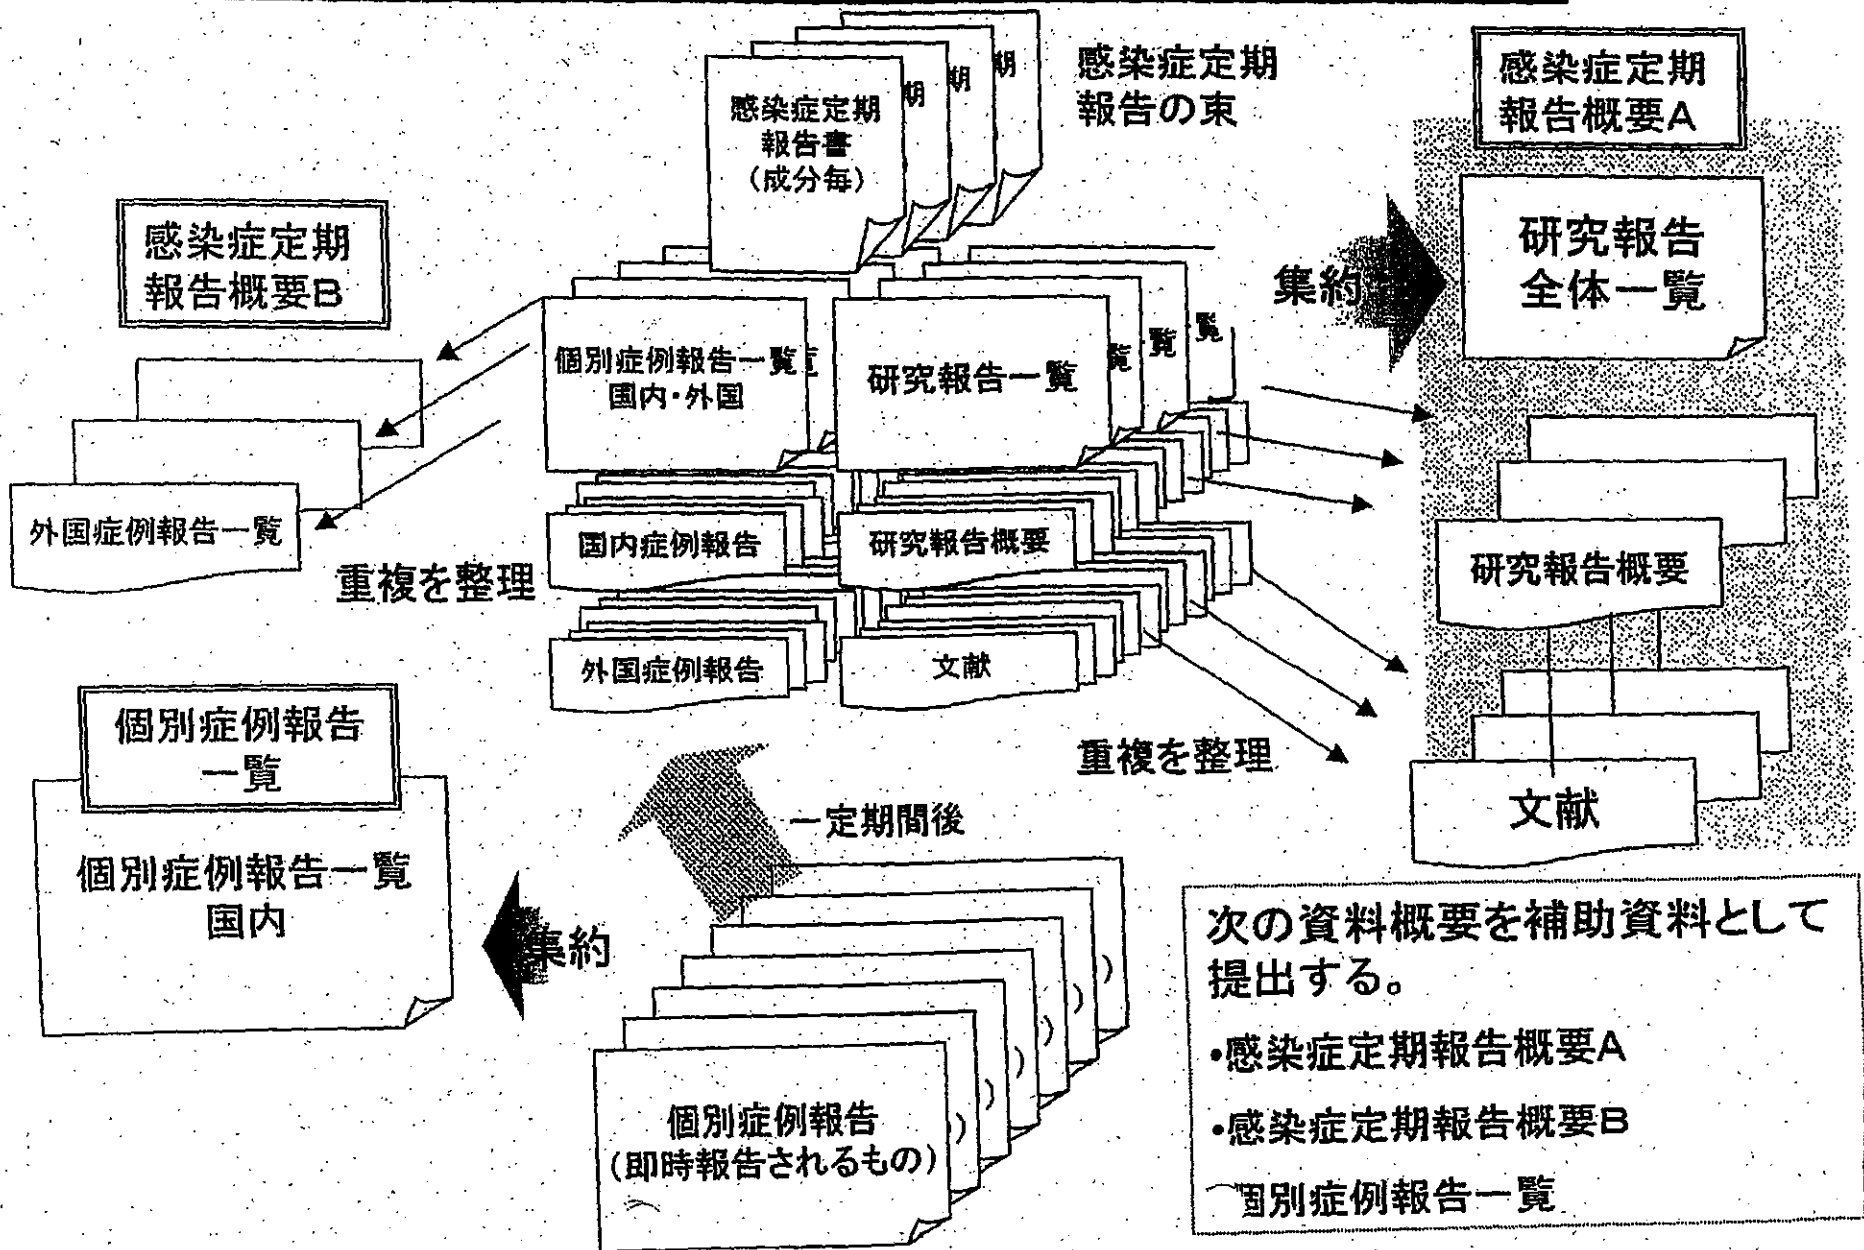 感染症定期
報告書
(成分毎)
期
期
期
感染症定期
報告の束
感染症定期
報告概要A
研究報告
全体一覧
集約
感染症定期
報告概要B
個別症例報告一覧
国内・外国
研究報告一覧
覧
覧
覧
外国症例報告一覧
重複を整理
国内症例報告
研究報告概要
研究報告概要
外国症例報告
文献
重複を整理
文献
個別症例報告
一覧
個別症例報告一覧
国内
一定期間後
集約
個別症例報告
(即時報告されるもの)
)
)
)
)
)
次の資料概要を補助資料として
提出する。
・感染症定期報告概要A
・感染症定期報告概要B
個別症例報告一覧